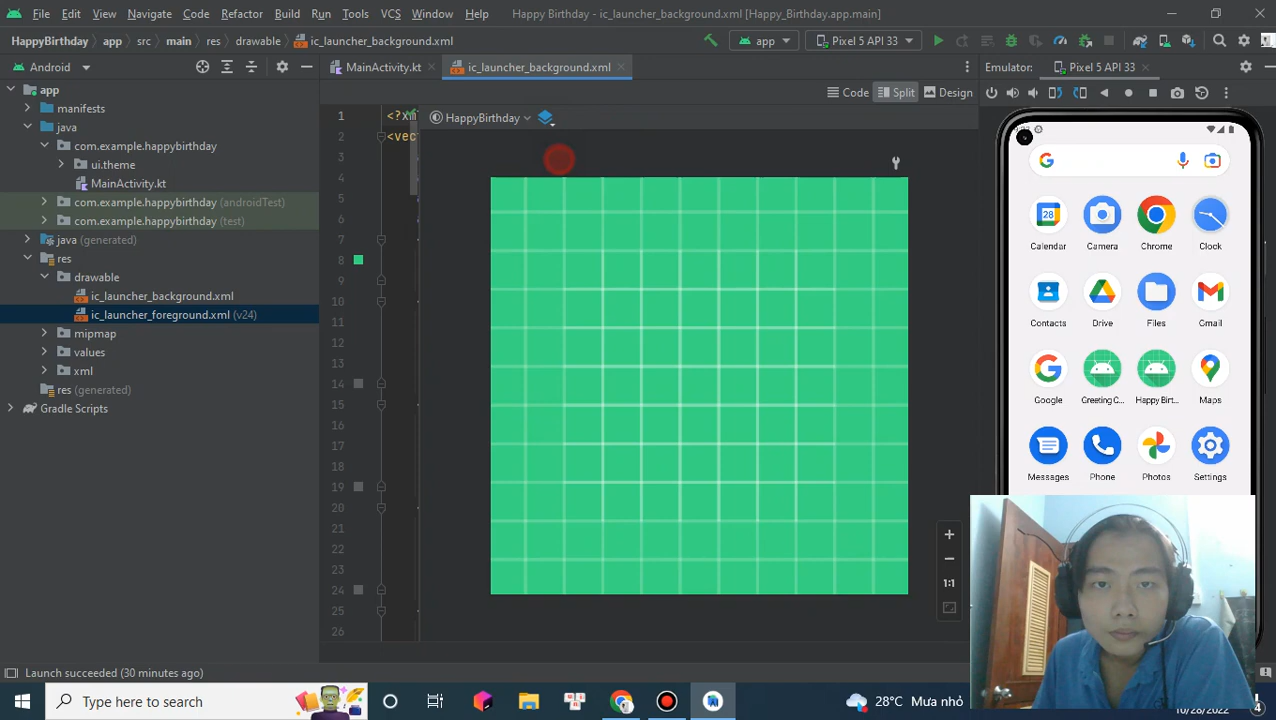 File Edit View Navigate Code Refactor Build Run Tools VCS Window Help Happy Birthday - ic_launcher_background.xml [Happy_Birthday.app.main]
HappyBirthday app src main res drawable ic_launcher_background.xml app Pixel 5 API 33
Android MainActivity.kt ic_launcher_background.xml Emulator: Pixel 5 API 33
app
manifests
java
com.example.happybirthday
ui.theme
MainActivity.kt
com.example.happybirthday (androidTest)
com.example.happybirthday (test)
java (generated)
res
drawable
ic_launcher_background.xml
ic_launcher_foreground.xml (v24)
mipmap
values
xml
res (generated)
Gradle Scripts
Code Split Design
HappyBirthday
1 <?xm
2 <vec
3
4
5
6
7
8
9
10
11
12
13
14
15
16
17
18
19
20
21
22
23
24
25
26
1:1
28
Calendar Camera Chrome Clock
Contacts Drive Files Gmail
Google Greeting C... Happy Birt... Maps
Messages Phone Photos Settings
Launch succeeded (30 minutes ago)
Type here to search
28°C Mưa nhỏ
10/28/2022
4